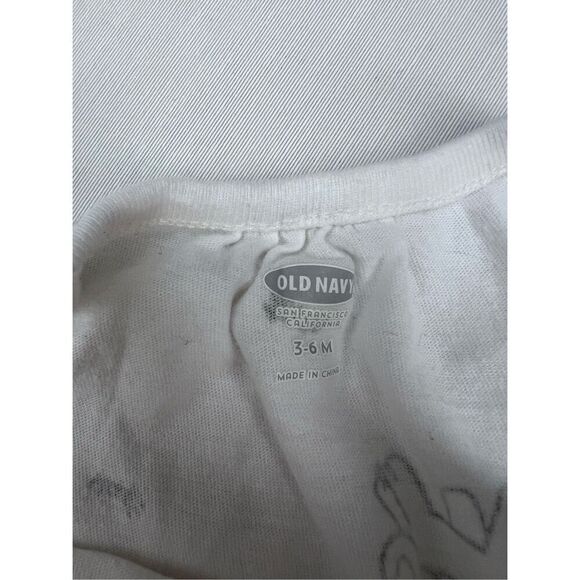 OLD NAVY
SAN FRANCISCO
CALIFORNIA
3-6 M
MADE IN CHINA